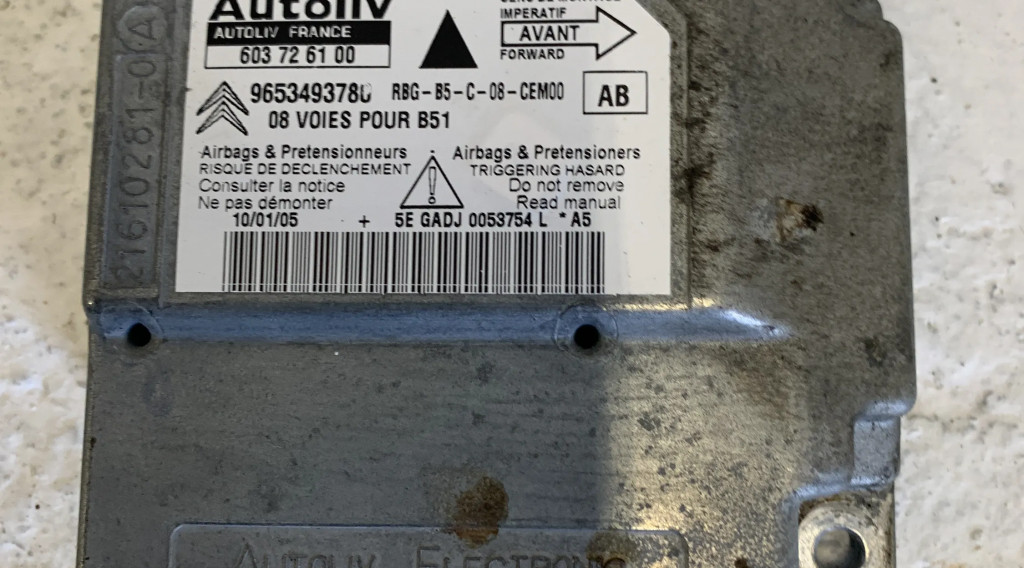 Autoliv
AUTOLIV FRANCE
603 72 61 00
IMPERATIF
AVANT
FORWARD
9653493780 RBG-B5-C-08-CEM00
AB
08 VOIES POUR B51
Airbags & Pretensionneurs
RISQUE DE DECLENCHEMENT
Consulter la notice
Ne pas démonter
Airbags & Pretensioners
TRIGGERING HASARD
Do not remove
Read manual
10/01/05 + 5E GADJ 0053754 L *A5
21610281-0 A
AUTOLIV ELECTRONIC